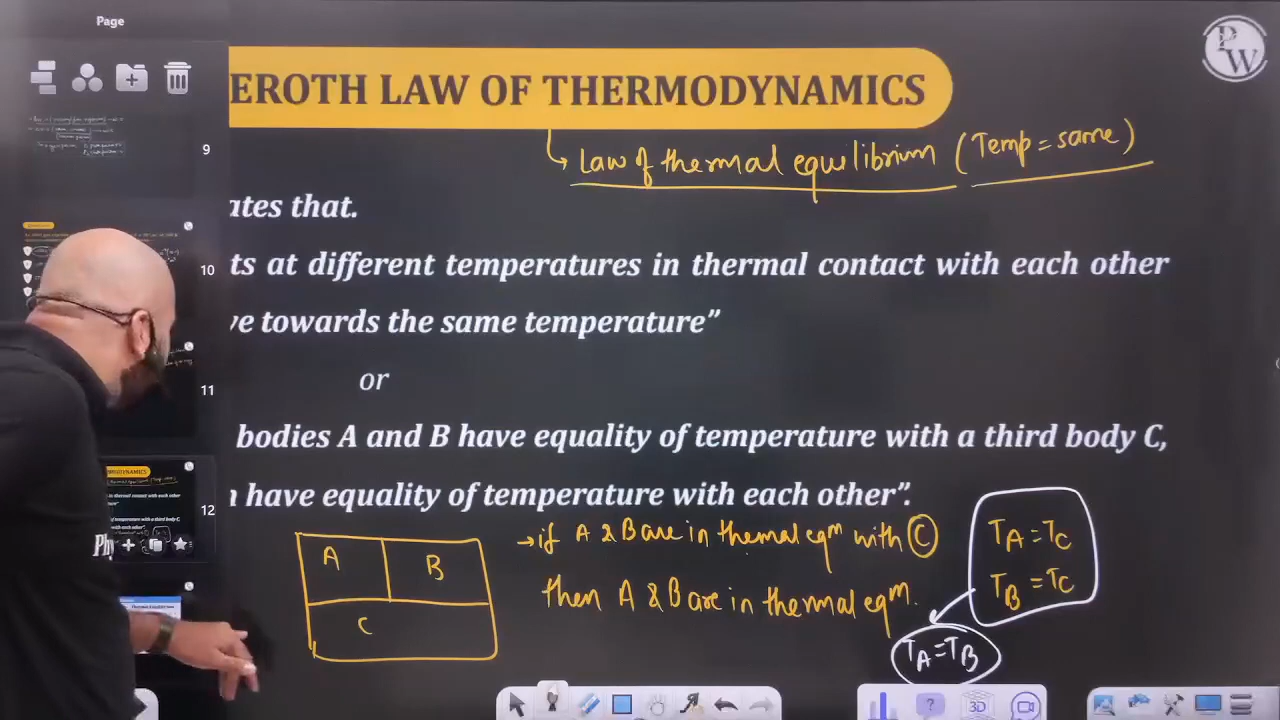 Page
PW
EROTH LAW OF THERMODYNAMICS
Law of thermal equilibrium (Temp = same)
9
ates that.
10
ts at different temperatures in thermal contact with each other
ve towards the same temperature”
11
or
bodies A and B have equality of temperature with a third body C,
12
n have equality of temperature with each other”.
A B
C
→ if A & B are in thermal eqm with C
then A & B are in thermal eqm.
TA = TC
TB = TC
TA = TB
Phy
?
3D